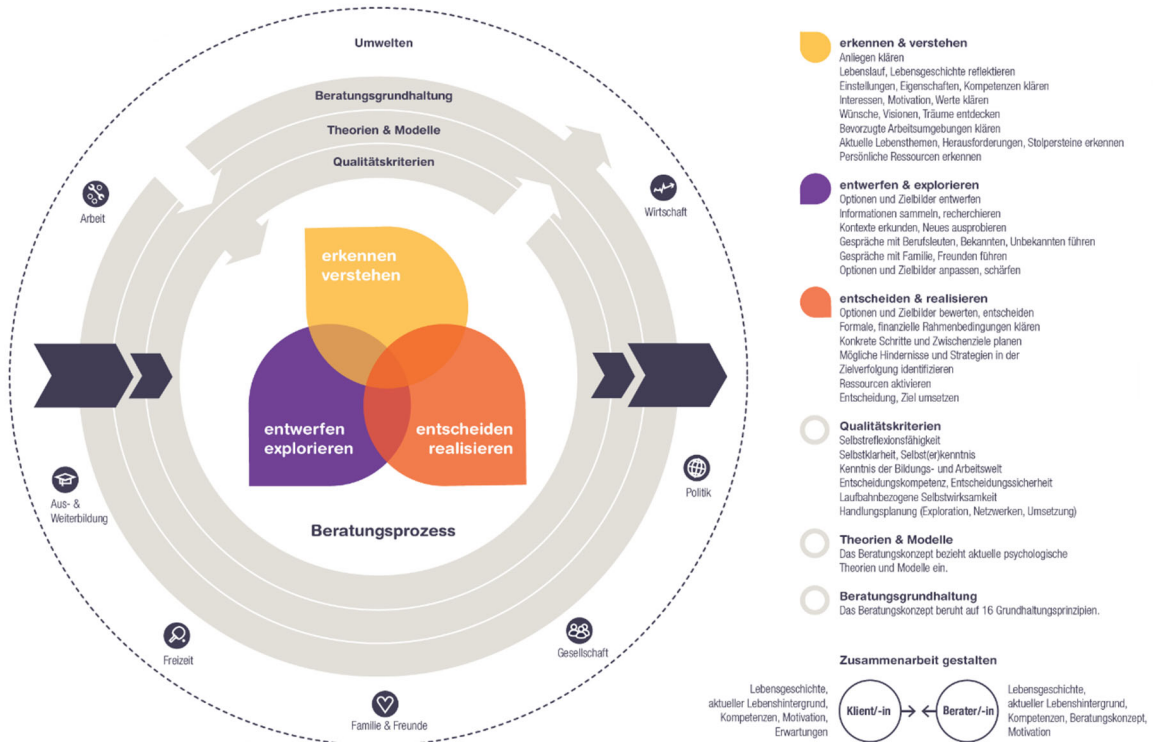 Umwelten
Beratungsgrundhaltung
Theorien & Modelle
Qualitätskriterien
Arbeit
Wirtschaft
erkennen
verstehen
entwerfen
explorieren
entscheiden
realisieren
Beratungsprozess
Aus- &
Weiterbildung
Politik
Freizeit
Gesellschaft
Familie & Freunde
erkennen & verstehen
Anliegen klären
Lebenslauf, Lebensgeschichte reflektieren
Einstellungen, Eigenschaften, Kompetenzen klären
Interessen, Motivation, Werte klären
Wünsche, Visionen, Träume entdecken
Bevorzugte Arbeitsumgebungen klären
Aktuelle Lebensthemen, Herausforderungen, Stolpersteine erkennen
Persönliche Ressourcen erkennen
entwerfen & explorieren
Optionen und Zielbilder entwerfen
Informationen sammeln, recherchieren
Kontexte erkunden, Neues ausprobieren
Gespräche mit Berufsleuten, Bekannten, Unbekannten führen
Gespräche mit Familie, Freunden führen
Optionen und Zielbilder anpassen, schärfen
entscheiden & realisieren
Optionen und Zielbilder bewerten, entscheiden
Formale, finanzielle Rahmenbedingungen klären
Konkrete Schritte und Zwischenziele planen
Mögliche Hindernisse und Strategien in der
Zielverfolgung identifizieren
Ressourcen aktivieren
Entscheidung, Ziel umsetzen
Qualitätskriterien
Selbstreflexionsfähigkeit
Selbstklarheit, Selbst(er)kenntnis
Kenntnis der Bildungs- und Arbeitswelt
Entscheidungskompetenz, Entscheidungssicherheit
Laufbahnbezogene Selbstwirksamkeit
Handlungsplanung (Exploration, Netzwerken, Umsetzung)
Theorien & Modelle
Das Beratungskonzept bezieht aktuelle psychologische
Theorien und Modelle ein.
Beratungsgrundhaltung
Das Beratungskonzept beruht auf 16 Grundhaltungsprinzipien.
Zusammenarbeit gestalten
Lebensgeschichte,
aktueller Lebenshintergrund,
Kompetenzen, Motivation,
Erwartungen
Klient/-in
Berater/-in
Lebensgeschichte,
aktueller Lebenshintergrund,
Kompetenzen, Beratungskonzept,
Motivation